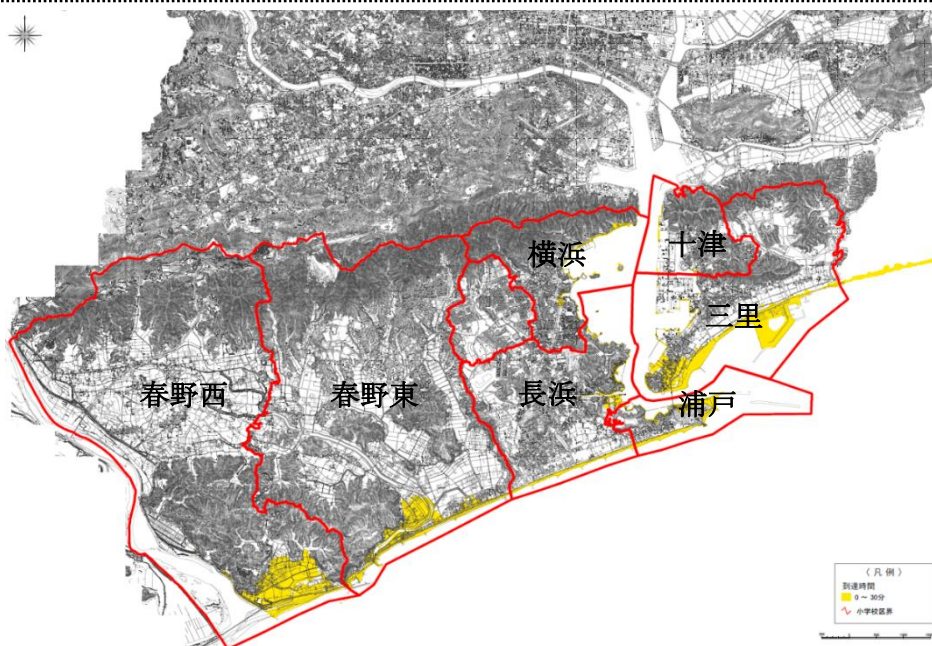 横浜
十津
三里
春野西
春野東
長浜
浦戸
〈凡例〉
到達時間
0 ~ 30分
小学校区界